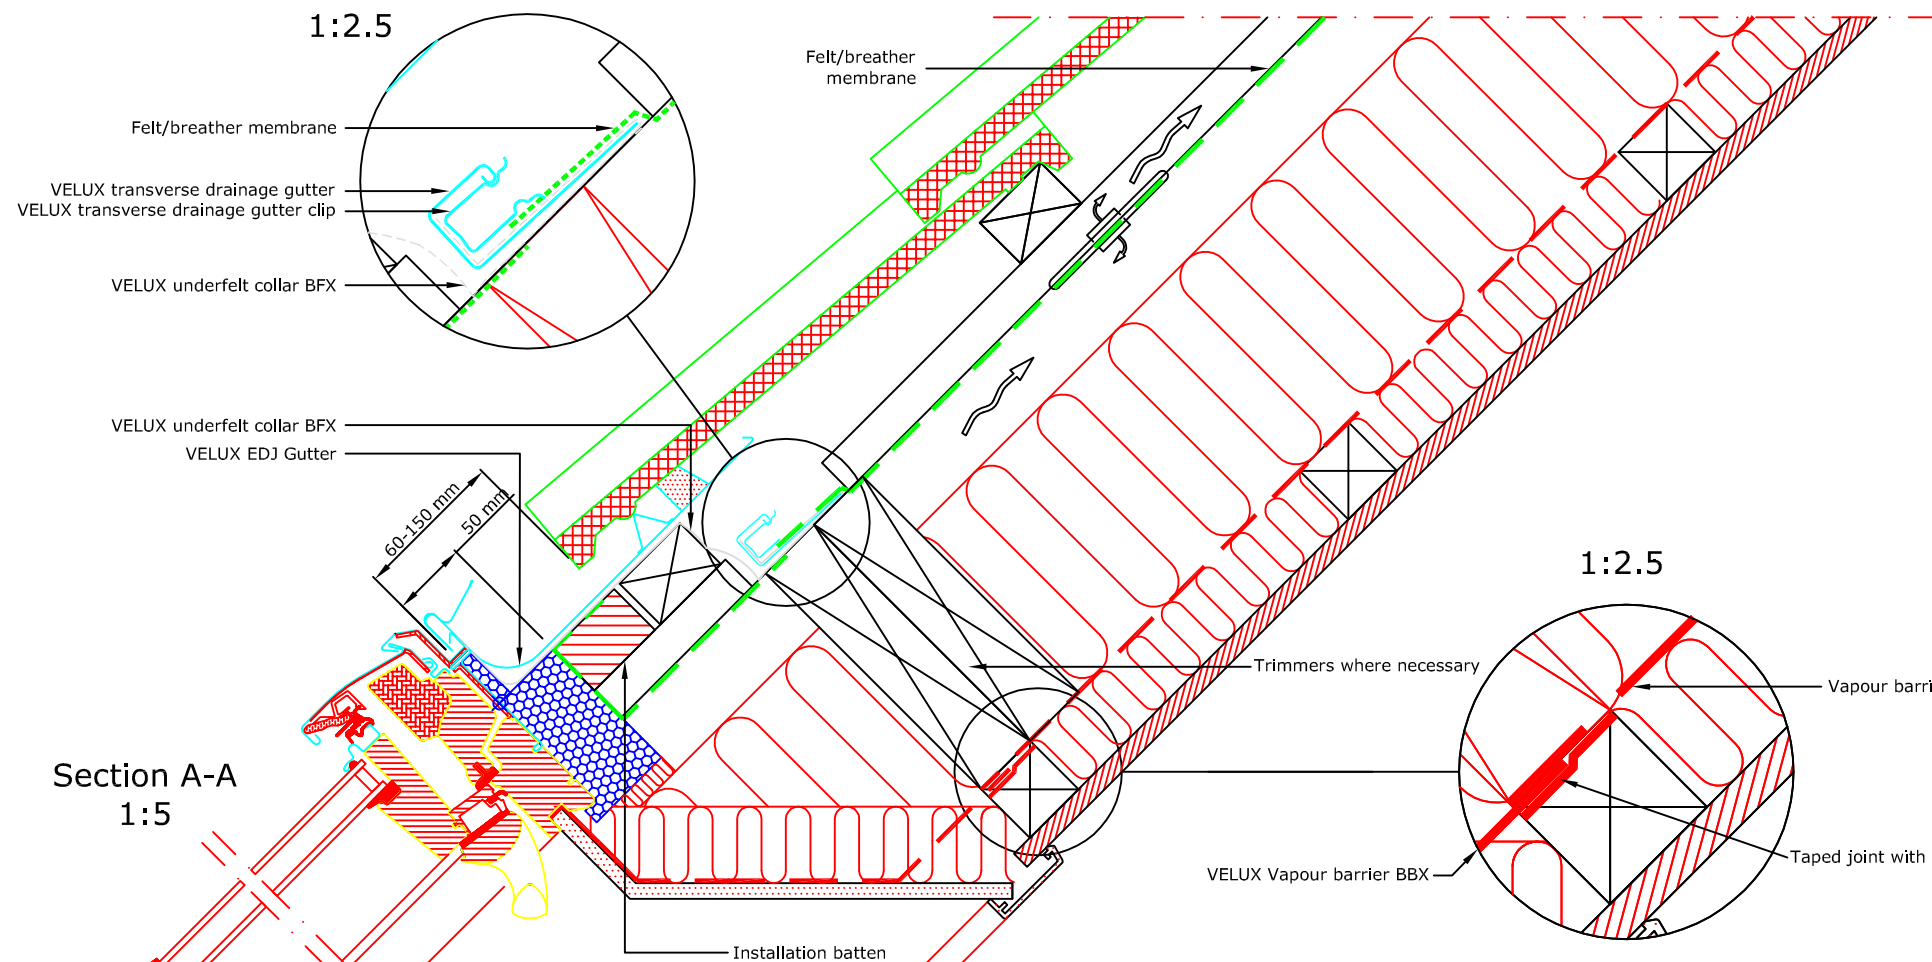 1:2.5
Felt/breather
membrane
Felt/breather membrane
VELUX transverse drainage gutter
VELUX transverse drainage gutter clip
VELUX underfelt collar BFX
VELUX underfelt collar BFX
VELUX EDJ Gutter
60-150 mm
50 mm
1:2.5
Trimmers where necessary
Vapour barri
Section A-A
1:5
Taped joint with
VELUX Vapour barrier BBX
Installation batten